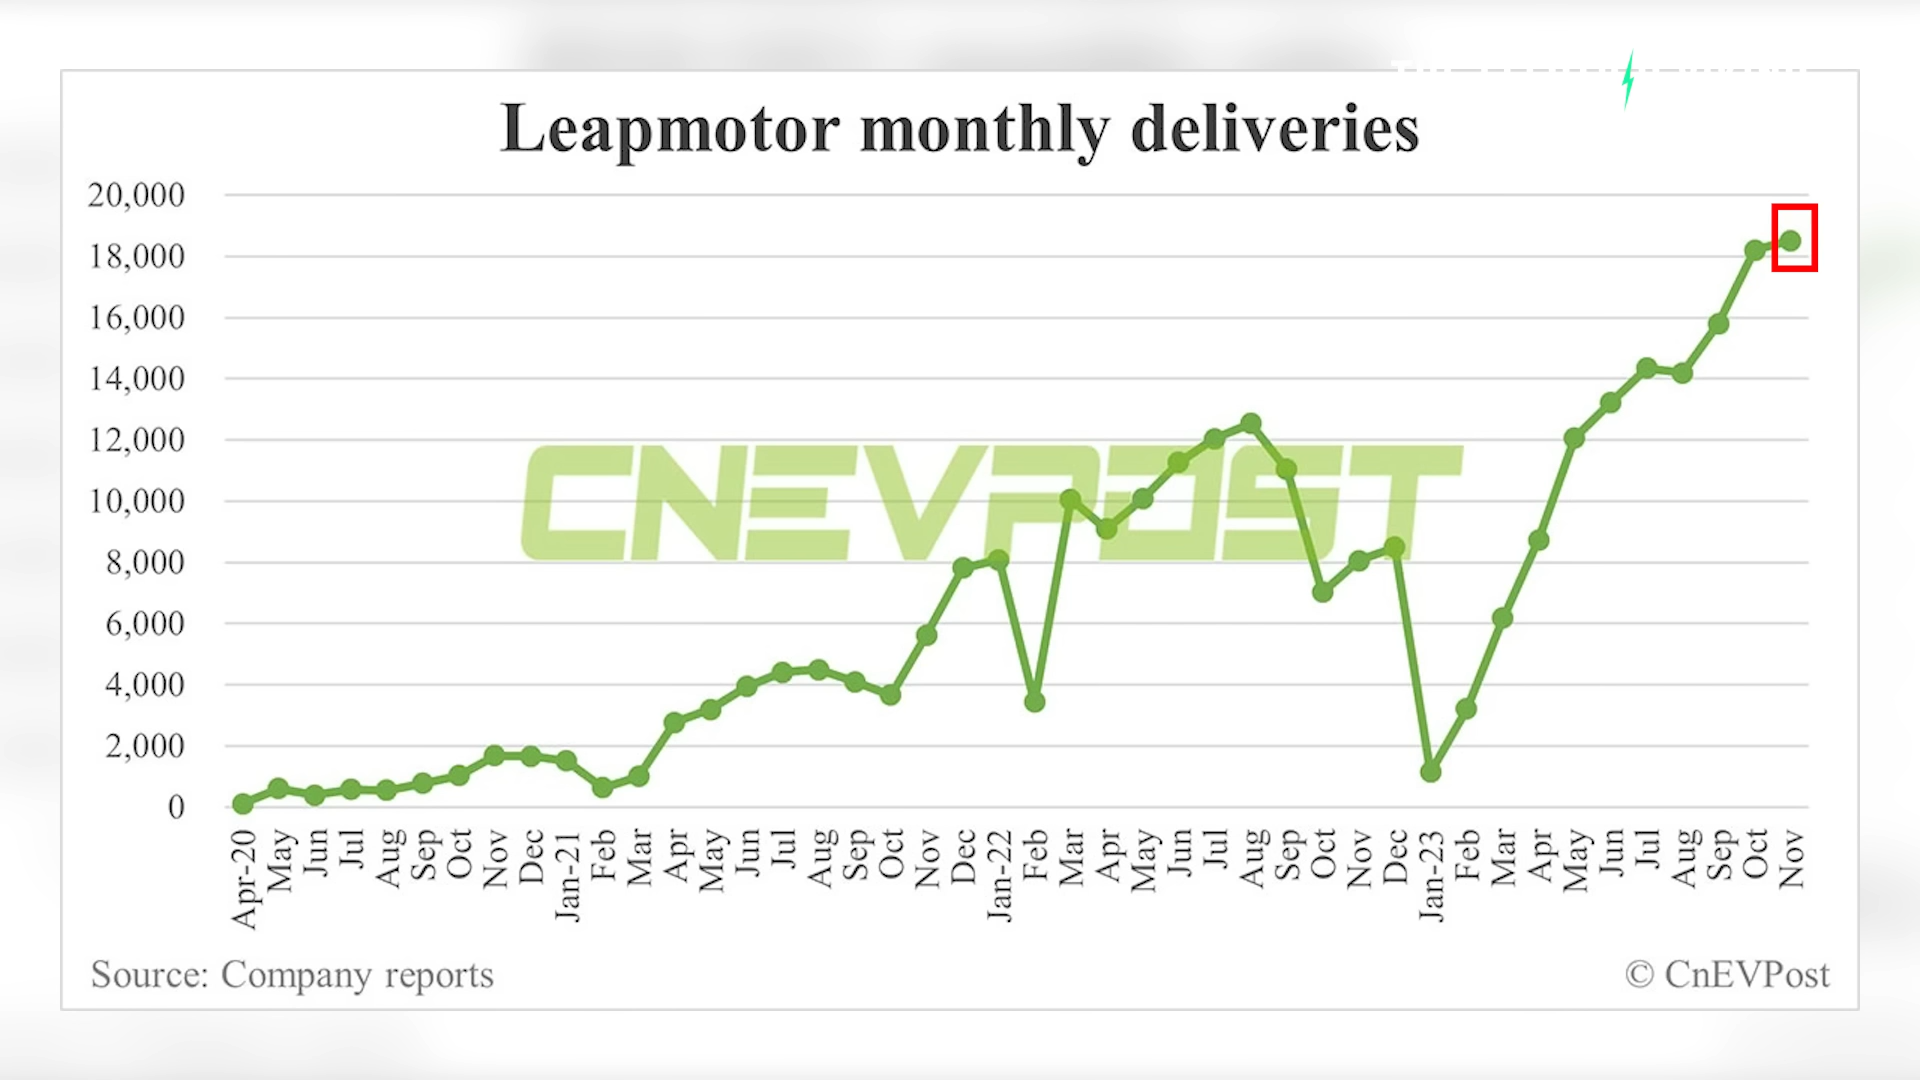 Leapmotor monthly deliveries
20,000
18,000
16,000
14,000
12,000
10,000
8,000
6,000
4,000
2,000
0
CNEVPOST
Apr-20 May Jun Jul Aug Sep Oct Nov Dec Jan-21 Feb Mar Apr May Jun Jul Aug Sep Oct Nov Dec Jan-22 Feb Mar Apr May Jun Jul Aug Sep Oct Nov Dec Jan-23 Feb Mar Apr May Jun Jul Aug Sep Oct Nov
Source: Company reports
© CnEVPost